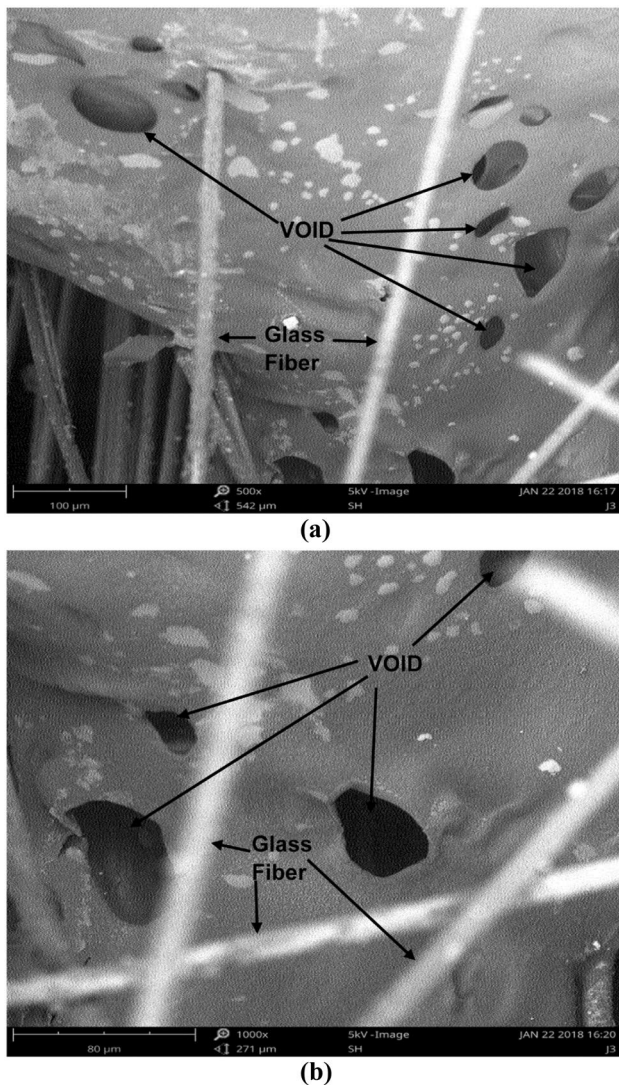 VOID
Glass
Fiber
100 µm
500x
542 µm
5kV -Image
SH
JAN 22 2018 16:17
J3
(a)
VOID
Glass
Fiber
80 µm
1000x
271 µm
5kV -Image
SH
JAN 22 2018 16:20
J3
(b)